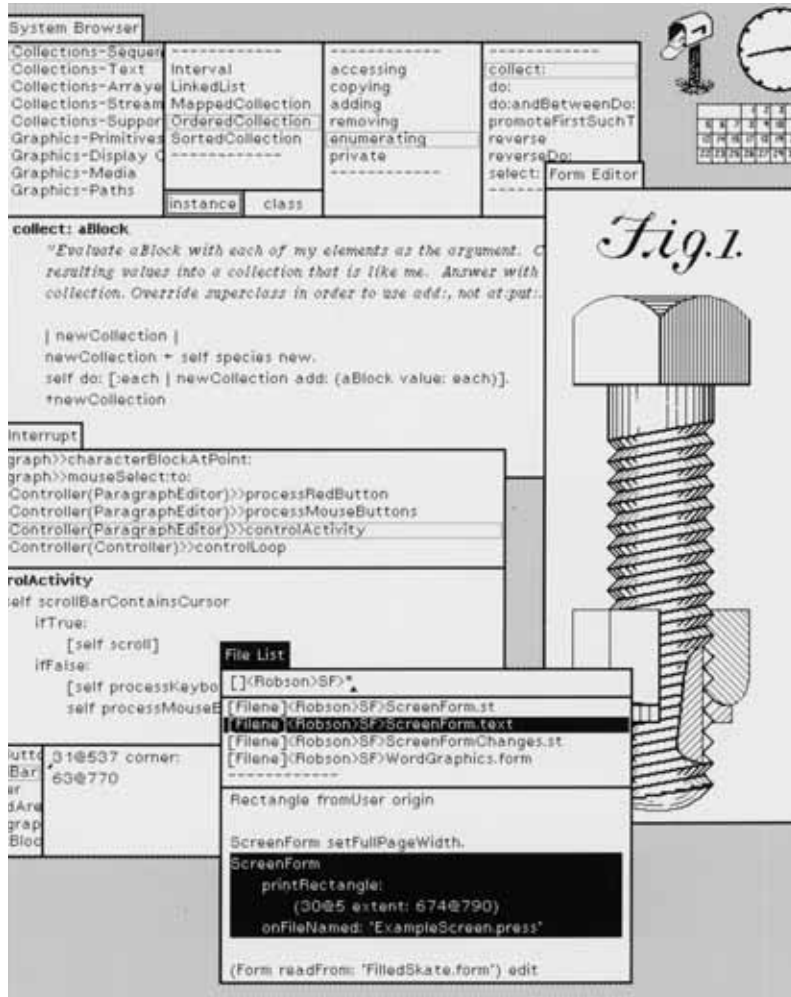 System Browser
Collections-Sequen
Collections-Text
Collections-Arraye
Collections-Stream
Collections-Suppor
Graphics-Primitives
Graphics-Display
Graphics-Media
Graphics-Paths
------------
Interval
LinkedList
MappedCollection
OrderedCollection
SortedCollection
------------
instance class
------------
accessing
copying
adding
removing
enumerating
private
------------
------------
collect:
do:
do:andBetweenDo:
promoteFirstSuchT
reverse
reverseDo:
select:
collect: aBlock
"Evaluate aBlock with each of my elements as the argument. C
resulting values into a collection that is like me. Answer with
collection. Override superclass in order to use add:, not at:put:.
| newCollection |
newCollection ← self species new.
self do: [:each | newCollection add: (aBlock value: each)].
↑newCollection
Form Editor
Fig.1.
Interrupt
graph>>characterBlockAtPoint:
graph>>mouseSelect:to:
Controller(ParagraphEditor)>>processRedButton
Controller(ParagraphEditor)>>processMouseButtons
Controller(ParagraphEditor)>>controlActivity
Controller(Controller)>>controlLoop
rolActivity
self scrollBarContainsCursor
ifTrue:
[self scroll]
ifFalse:
[self processKeybo
self processMouseB
31@537 corner:
63@770
File List
[]<Robson>SF>*
[Filene]<Robson>SF>ScreenForm.st
[Filene]<Robson>SF>ScreenForm.text
[Filene]<Robson>SF>ScreenFormChanges.st
[Filene]<Robson>SF>WordGraphics.form
------------
Rectangle fromUser origin
ScreenForm setFullPageWidth.
ScreenForm
printRectangle:
(30@5 extent: 674@790)
onFileNamed: 'ExampleScreen.press'
(Form readFrom: 'FilledSkate.form') edit